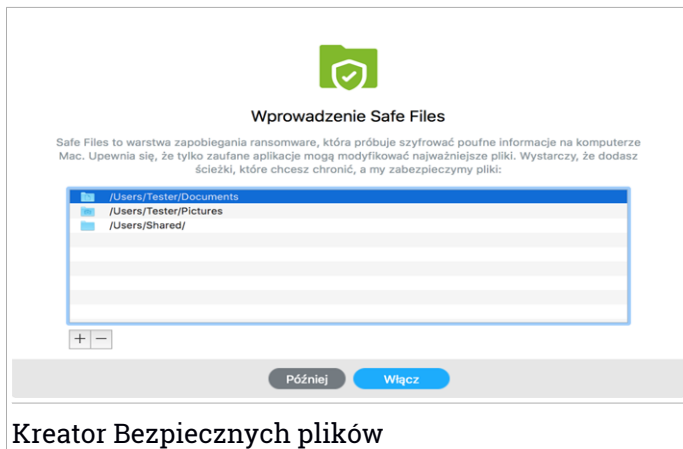 Wprowadzenie Safe Files
Safe Files to warstwa zapobiegania ransomware, która próbuje szyfrować poufne informacje na komputerze
Mac. Upewnia się, że tylko zaufane aplikacje mogą modyfikować najważniejsze pliki. Wystarczy, że dodasz
ścieżki, które chcesz chronić, a my zabezpieczymy pliki:
/Users/Tester/Documents
/Users/Tester/Pictures
/Users/Shared/
+ −
Później Włącz
Kreator Bezpiecznych plików